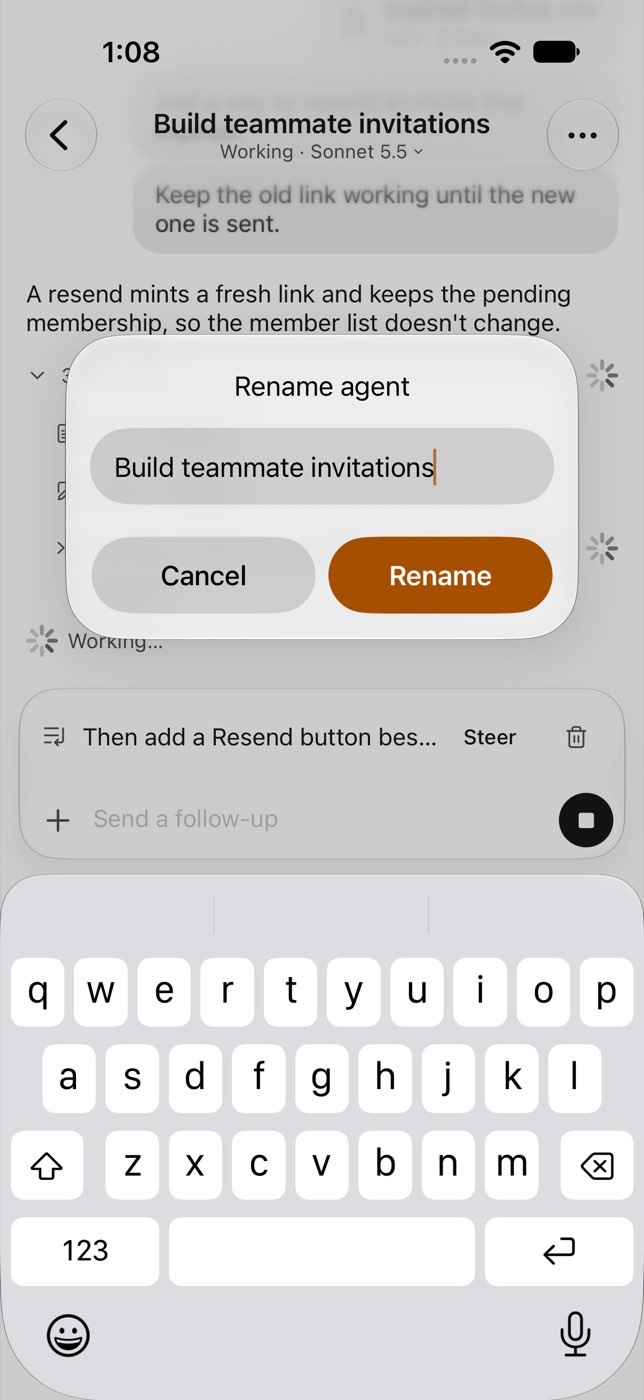 1:08
Build teammate invitations
Working · Sonnet 5.5
Keep the old link working until the new
one is sent.
A resend mints a fresh link and keeps the pending
membership, so the member list doesn't change.
Rename agent
Build teammate invitations
Cancel
Rename
Working...
Then add a Resend button bes...
Steer
Send a follow-up
q w e r t y u i o p
a s d f g h j k l
z x c v b n m
123